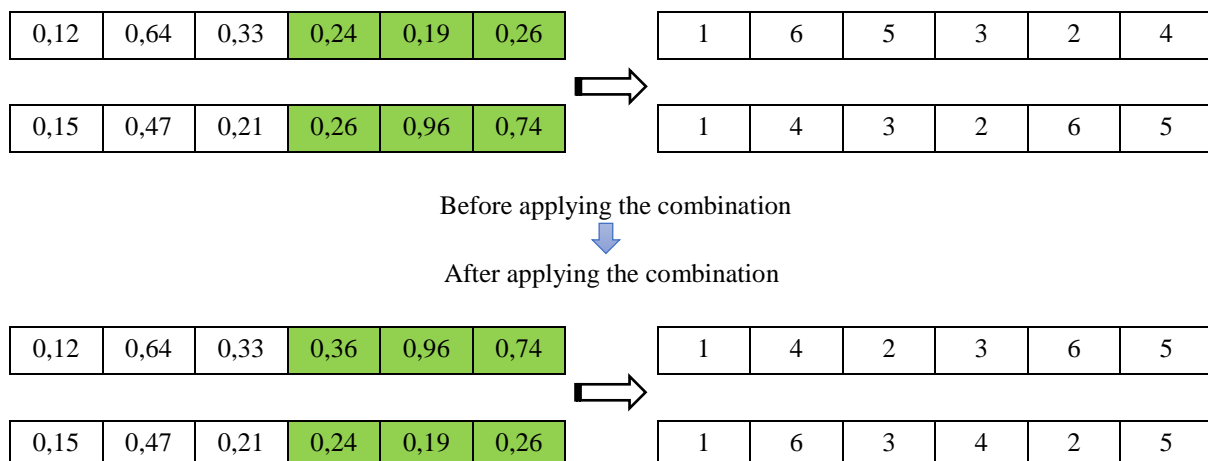 0,12 0,64 0,33 0,24 0,19 0,26 1 6 5 3 2 4
0,15 0,47 0,21 0,26 0,96 0,74 1 4 3 2 6 5
Before applying the combination
After applying the combination
0,12 0,64 0,33 0,36 0,96 0,74 1 4 2 3 6 5
0,15 0,47 0,21 0,24 0,19 0,26 1 6 3 4 2 5